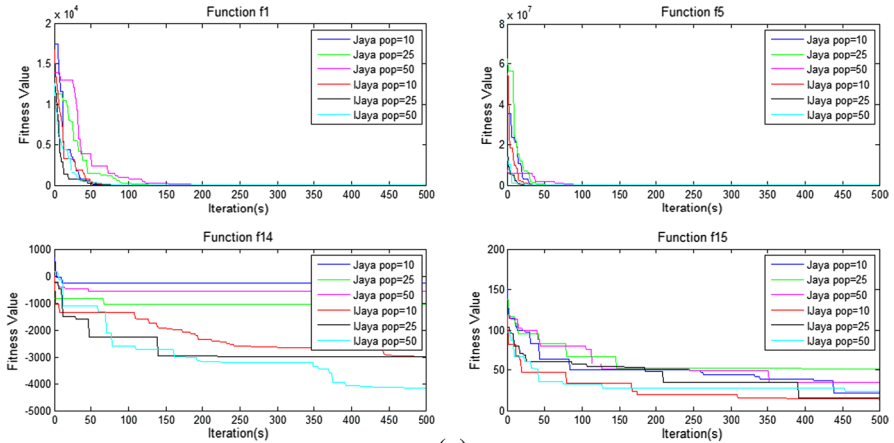 Function f1
x 10^4
2
1.5
1
0.5
0
Fitness Value
0 50 100 150 200 250 300 350 400 450 500
Iteration(s)
Jaya pop=10
Jaya pop=25
Jaya pop=50
IJaya pop=10
IJaya pop=25
IJaya pop=50
Function f5
x 10^7
8
6
4
2
0
Fitness Value
0 50 100 150 200 250 300 350 400 450 500
Iteration(s)
Jaya pop=10
Jaya pop=25
Jaya pop=50
IJaya pop=10
IJaya pop=25
IJaya pop=50
Function f14
1000
0
-1000
-2000
-3000
-4000
-5000
Fitness Value
0 50 100 150 200 250 300 350 400 450 500
Iteration(s)
Jaya pop=10
Jaya pop=25
Jaya pop=50
IJaya pop=10
IJaya pop=25
IJaya pop=50
Function f15
200
150
100
50
0
Fitness Value
0 50 100 150 200 250 300 350 400 450 500
Iteration(s)
Jaya pop=10
Jaya pop=25
Jaya pop=50
IJaya pop=10
IJaya pop=25
IJaya pop=50